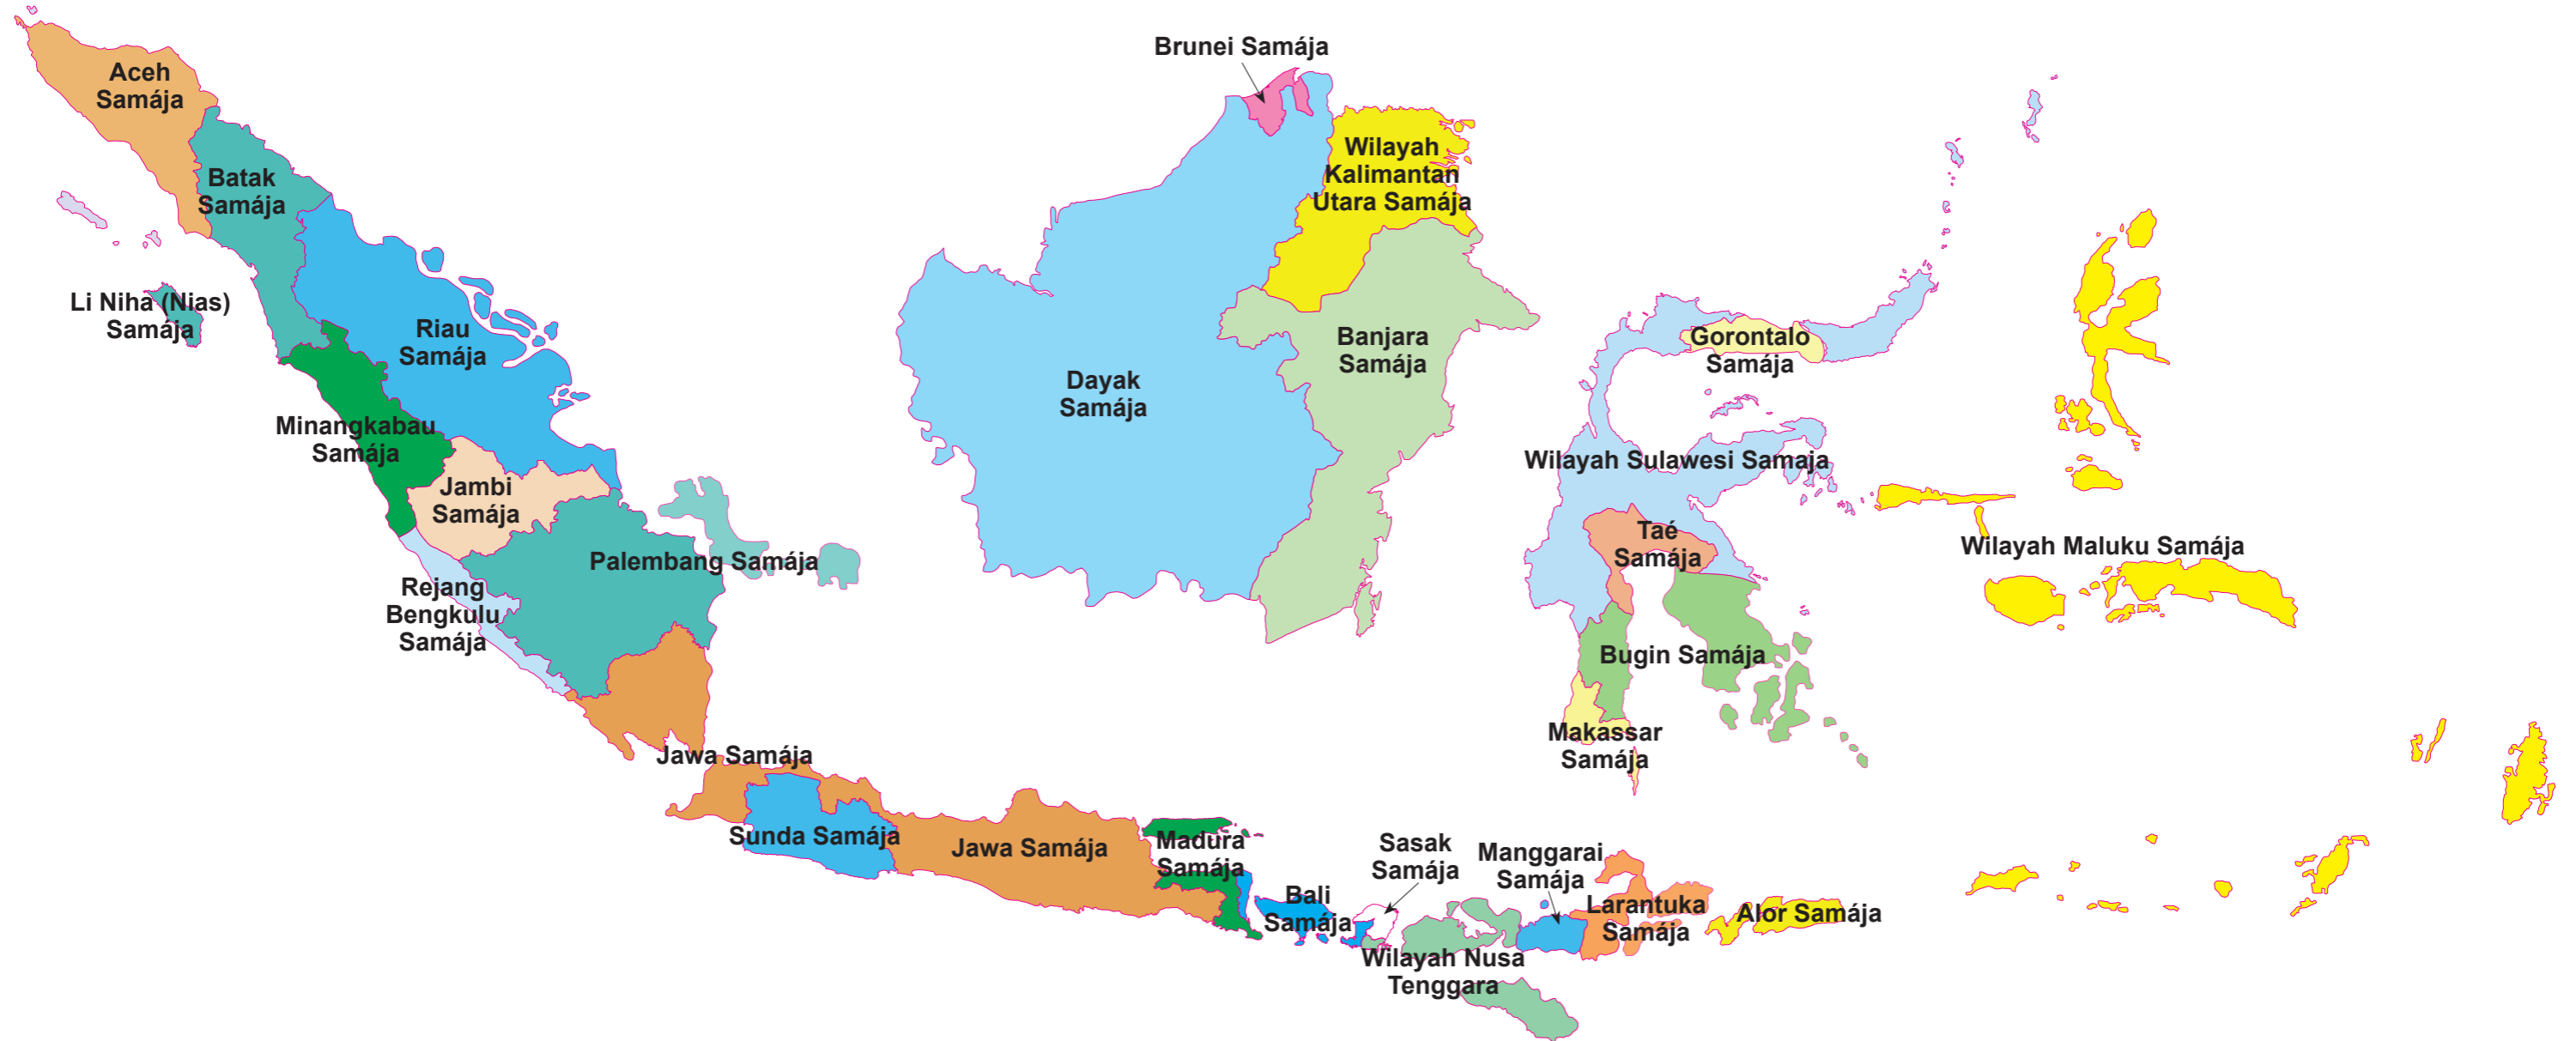 Brunei Samája
Aceh
Samája
Wilayah
Kalimantan
Utara Samája
Batak
Samája
Li Niha (Nias)
Samája
Riau
Samája
Banjara
Samája
Gorontalo
Samája
Dayak
Samája
Minangkabau
Samája
Wilayah Sulawesi Samaja
Jambi
Samája
Taé
Samája
Wilayah Maluku Samája
Palembang Samája
Rejang
Bengkulu
Samája
Bugin Samája
Makassar
Samája
Jawa Samája
Sunda Samája
Jawa Samája
Madura
Samája
Sasak
Samája
Manggarai
Samája
Bali
Samája
Larantuka
Samája
Alor Samája
Wilayah Nusa
Tenggara